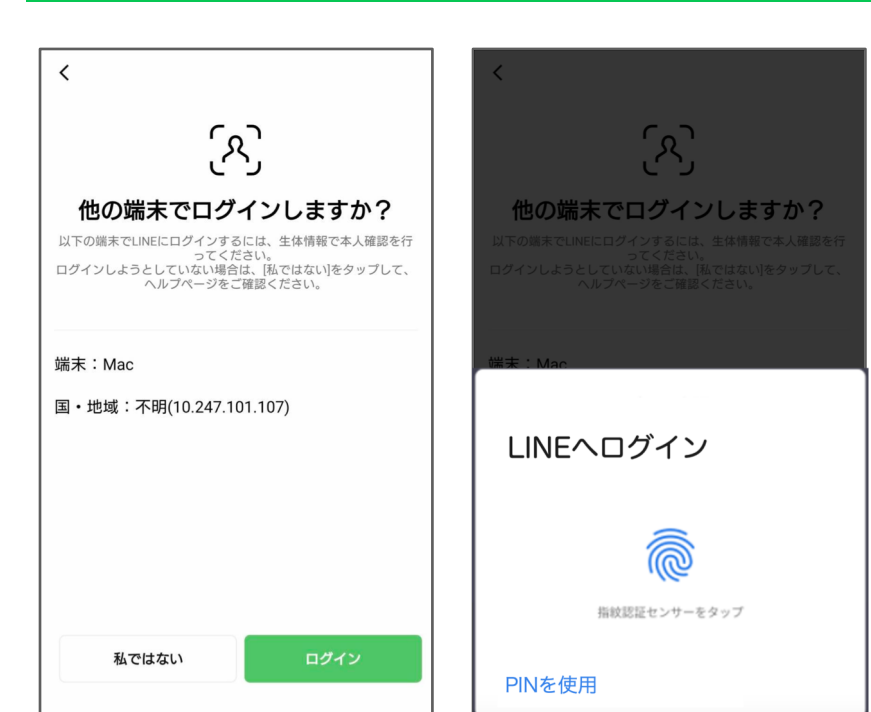 他の端末でログインしますか？
以下の端末でLINEにログインするには、生体情報で本人確認を行
ってください。
ログインしようとしていない場合は、[私ではない]をタップして、
ヘルプページをご確認ください。
端末：Mac
国・地域：不明(10.247.101.107)
私ではない
ログイン
他の端末でログインしますか？
以下の端末でLINEにログインするには、生体情報で本人確認を行
ってください。
ログインしようとしていない場合は、[私ではない]をタップして、
ヘルプページをご確認ください。
端末：Mac
LINEへログイン
指紋認証センサーをタップ
PINを使用